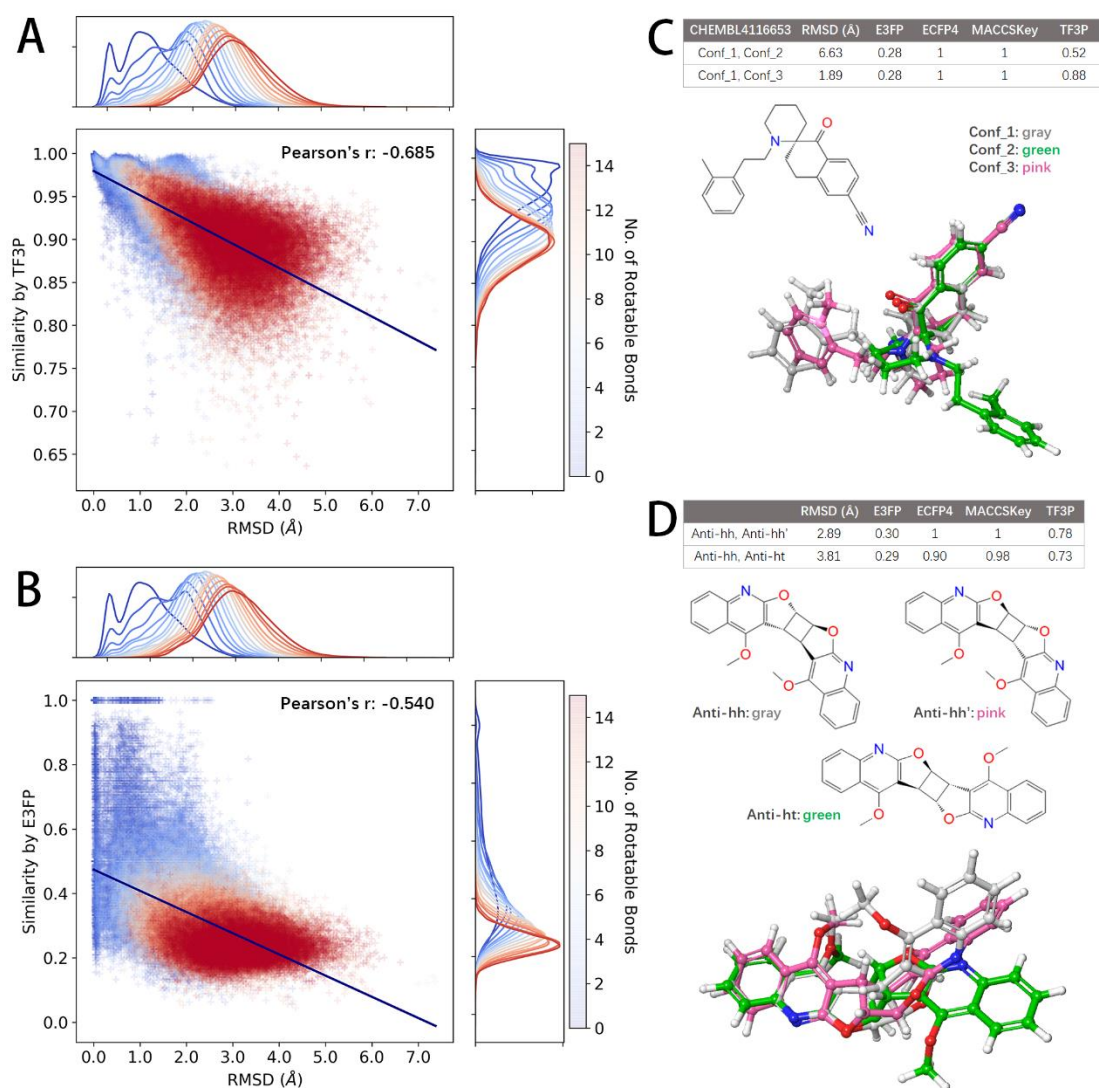 A
Pearson's r: -0.685
1.00
0.95
0.90
0.85
0.80
0.75
0.70
0.65
Similarity by TF3P
0.0 1.0 2.0 3.0 4.0 5.0 6.0 7.0
RMSD (Å)
14
12
10
8
6
4
2
0
No. of Rotatable Bonds
B
Pearson's r: -0.540
1.0
0.8
0.6
0.4
0.2
0.0
Similarity by E3FP
0.0 1.0 2.0 3.0 4.0 5.0 6.0 7.0
RMSD (Å)
14
12
10
8
6
4
2
0
No. of Rotatable Bonds
C
CHEMBL4116653 RMSD (Å) E3FP ECFP4 MACCSKey TF3P
Conf_1, Conf_2 6.63 0.28 1 1 0.52
Conf_1, Conf_3 1.89 0.28 1 1 0.88
O
N
N
Conf_1: gray
Conf_2: green
Conf_3: pink
D
RMSD (Å) E3FP ECFP4 MACCSKey TF3P
Anti-hh, Anti-hh' 2.89 0.30 1 1 0.78
Anti-hh, Anti-ht 3.81 0.29 0.90 0.98 0.73
N O
O
O N
O
Anti-hh: gray
N O
O
O N
O
Anti-hh': pink
N O O
O O N
Anti-ht: green